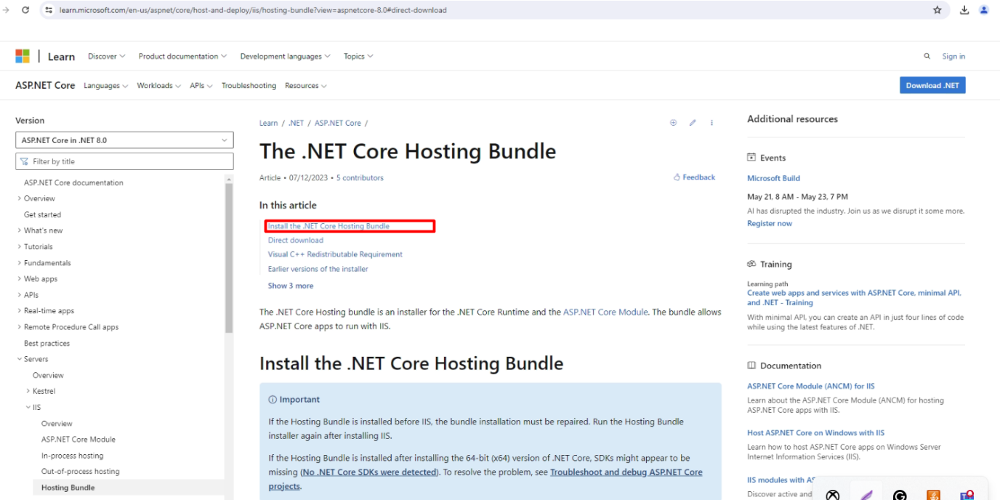 learn.microsoft.com/en-us/aspnet/core/host-and-deploy/iis/hosting-bundle?view=aspnetcore-8.0#direct-download
Learn Discover Product documentation Development languages Topics Sign in
ASP.NET Core Languages Workloads APIs Troubleshooting Resources Download .NET
Version
ASP.NET Core in .NET 8.0
Filter by title
ASP.NET Core documentation
Overview
Get started
What's new
Tutorials
Fundamentals
Web apps
APIs
Real-time apps
Remote Procedure Call apps
Best practices
Servers
Overview
Kestrel
IIS
Overview
ASP.NET Core Module
In-process hosting
Out-of-process hosting
Hosting Bundle
Learn / .NET / ASP.NET Core /
The .NET Core Hosting Bundle
Article • 07/12/2023 • 5 contributors
Feedback
In this article
Install the .NET Core Hosting Bundle
Direct download
Visual C++ Redistributable Requirement
Earlier versions of the installer
Show 3 more
The .NET Core Hosting bundle is an installer for the .NET Core Runtime and the ASP.NET Core Module. The bundle allows
ASP.NET Core apps to run with IIS.
Install the .NET Core Hosting Bundle
Important
If the Hosting Bundle is installed before IIS, the bundle installation must be repaired. Run the Hosting Bundle
installer again after installing IIS.
If the Hosting Bundle is installed after installing the 64-bit (x64) version of .NET Core, SDKs might appear to be
missing (No .NET Core SDKs were detected). To resolve the problem, see Troubleshoot and debug ASP.NET Core
projects.
Additional resources
Events
Microsoft Build
May 21, 8 AM - May 23, 7 PM
AI has disrupted the industry. Join us as we disrupt it some more.
Register now
Training
Learning path
Create web apps and services with ASP.NET Core, minimal API,
and .NET - Training
With minimal API, you can create an API in just four lines of code
while using the latest features of .NET.
Documentation
ASP.NET Core Module (ANCM) for IIS
Learn about the ASP.NET Core Module (ANCM) for hosting
ASP.NET Core apps with IIS.
Host ASP.NET Core on Windows with IIS
Learn how to host ASP.NET Core apps on Windows Server
Internet Information Services (IIS).
IIS modules with AS
Discover active and